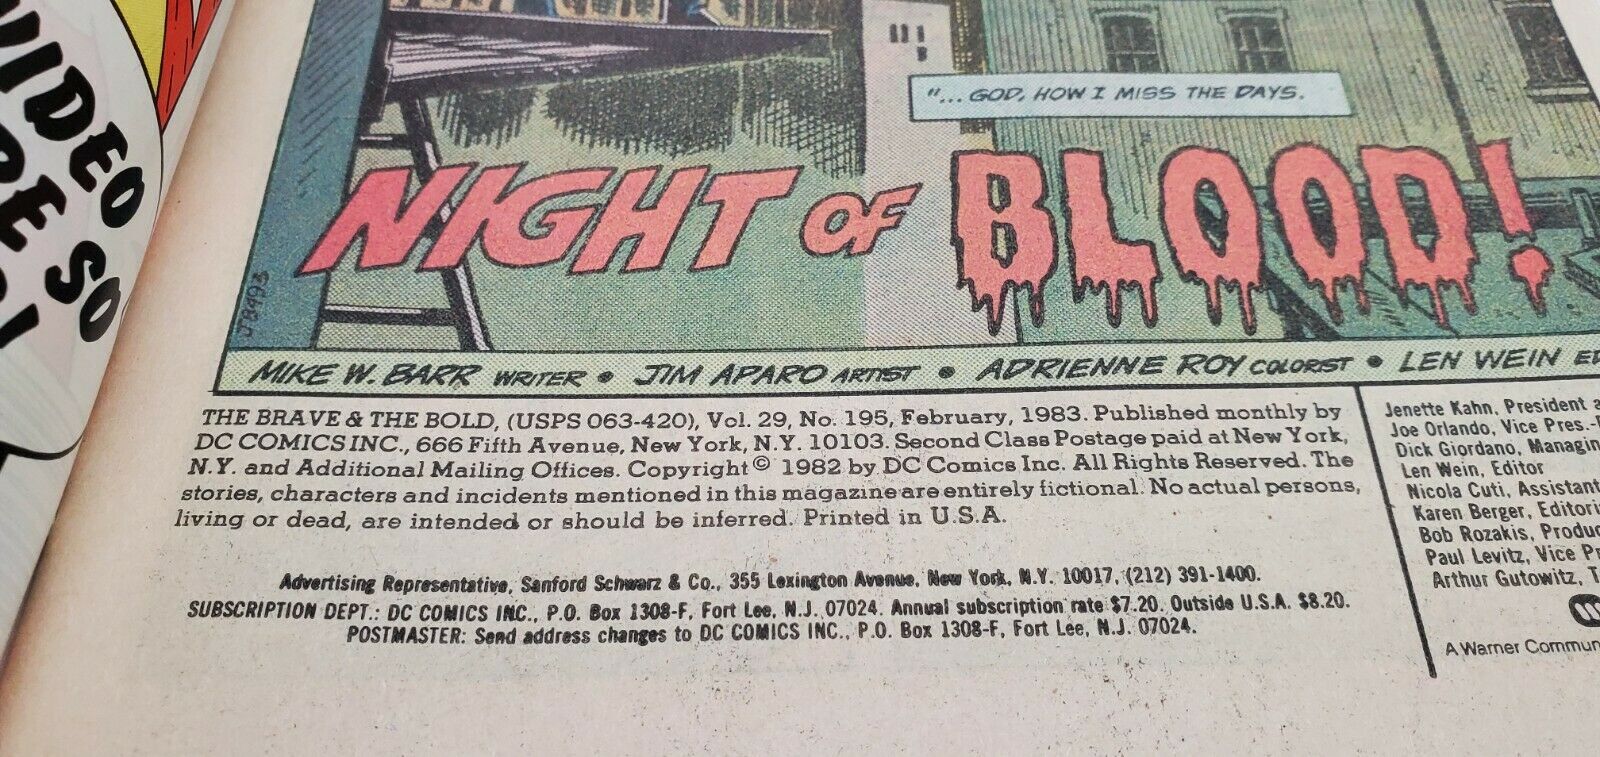 VIDEO
SO
"... GOD, HOW I MISS THE DAYS.
NIGHT OF BLOOD!
MIKE W. BARR WRITER • JIM APARO ARTIST • ADRIENNE ROY COLORIST • LEN WEIN ED
THE BRAVE & THE BOLD, (USPS 063-420), Vol. 29, No. 195, February, 1983. Published monthly by
DC COMICS INC., 666 Fifth Avenue, New York, N.Y. 10103. Second Class Postage paid at New York,
N.Y. and Additional Mailing Offices. Copyright © 1982 by DC Comics Inc. All Rights Reserved. The
stories, characters and incidents mentioned in this magazine are entirely fictional. No actual persons,
living or dead, are intended or should be inferred. Printed in U.S.A.
Advertising Representative, Sanford Schwarz & Co., 355 Lexington Avenue, New York, N.Y. 10017, (212) 391-1400.
SUBSCRIPTION DEPT.: DC COMICS INC., P.O. Box 1308-F, Fort Lee, N.J. 07024. Annual subscription rate $7.20. Outside U.S.A. $8.20.
POSTMASTER: Send address changes to DC COMICS INC., P.O. Box 1308-F, Fort Lee, N.J. 07024.
Jenette Kahn, President a
Joe Orlando, Vice Pres.-
Dick Giordano, Managin
Len Wein, Editor
Nicola Cuti, Assistant
Karen Berger, Editori
Bob Rozakis, Produc
Paul Levitz, Vice Pr
Arthur Gutowitz, T
A Warner Commun